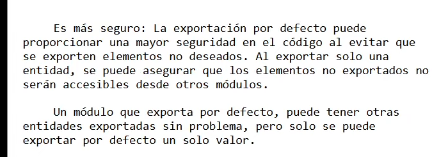 Es más seguro: La exportación por defecto puede
proporcionar una mayor seguridad en el código al evitar que
se exporten elementos no deseados. Al exportar solo una
entidad, se puede asegurar que los elementos no exportados no
serán accesibles desde otros módulos.
Un módulo que exporta por defecto, puede tener otras
entidades exportadas sin problema, pero solo se puede
exportar por defecto un solo valor.